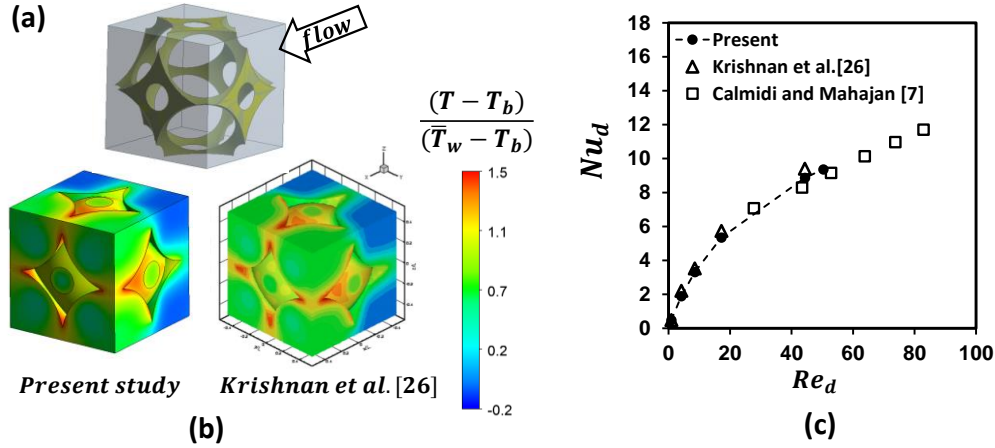 (a)
flow
(T − T_b)
(T̅_w − T_b)
1.5
1.1
0.7
0.2
-0.2
Present study
Krishnan et al. [26]
(b)
Present
Krishnan et al.[26]
Calmidi and Mahajan [7]
Nu_d
18
16
14
12
10
8
6
4
2
0
0 20 40 60 80 100
Re_d
(c)